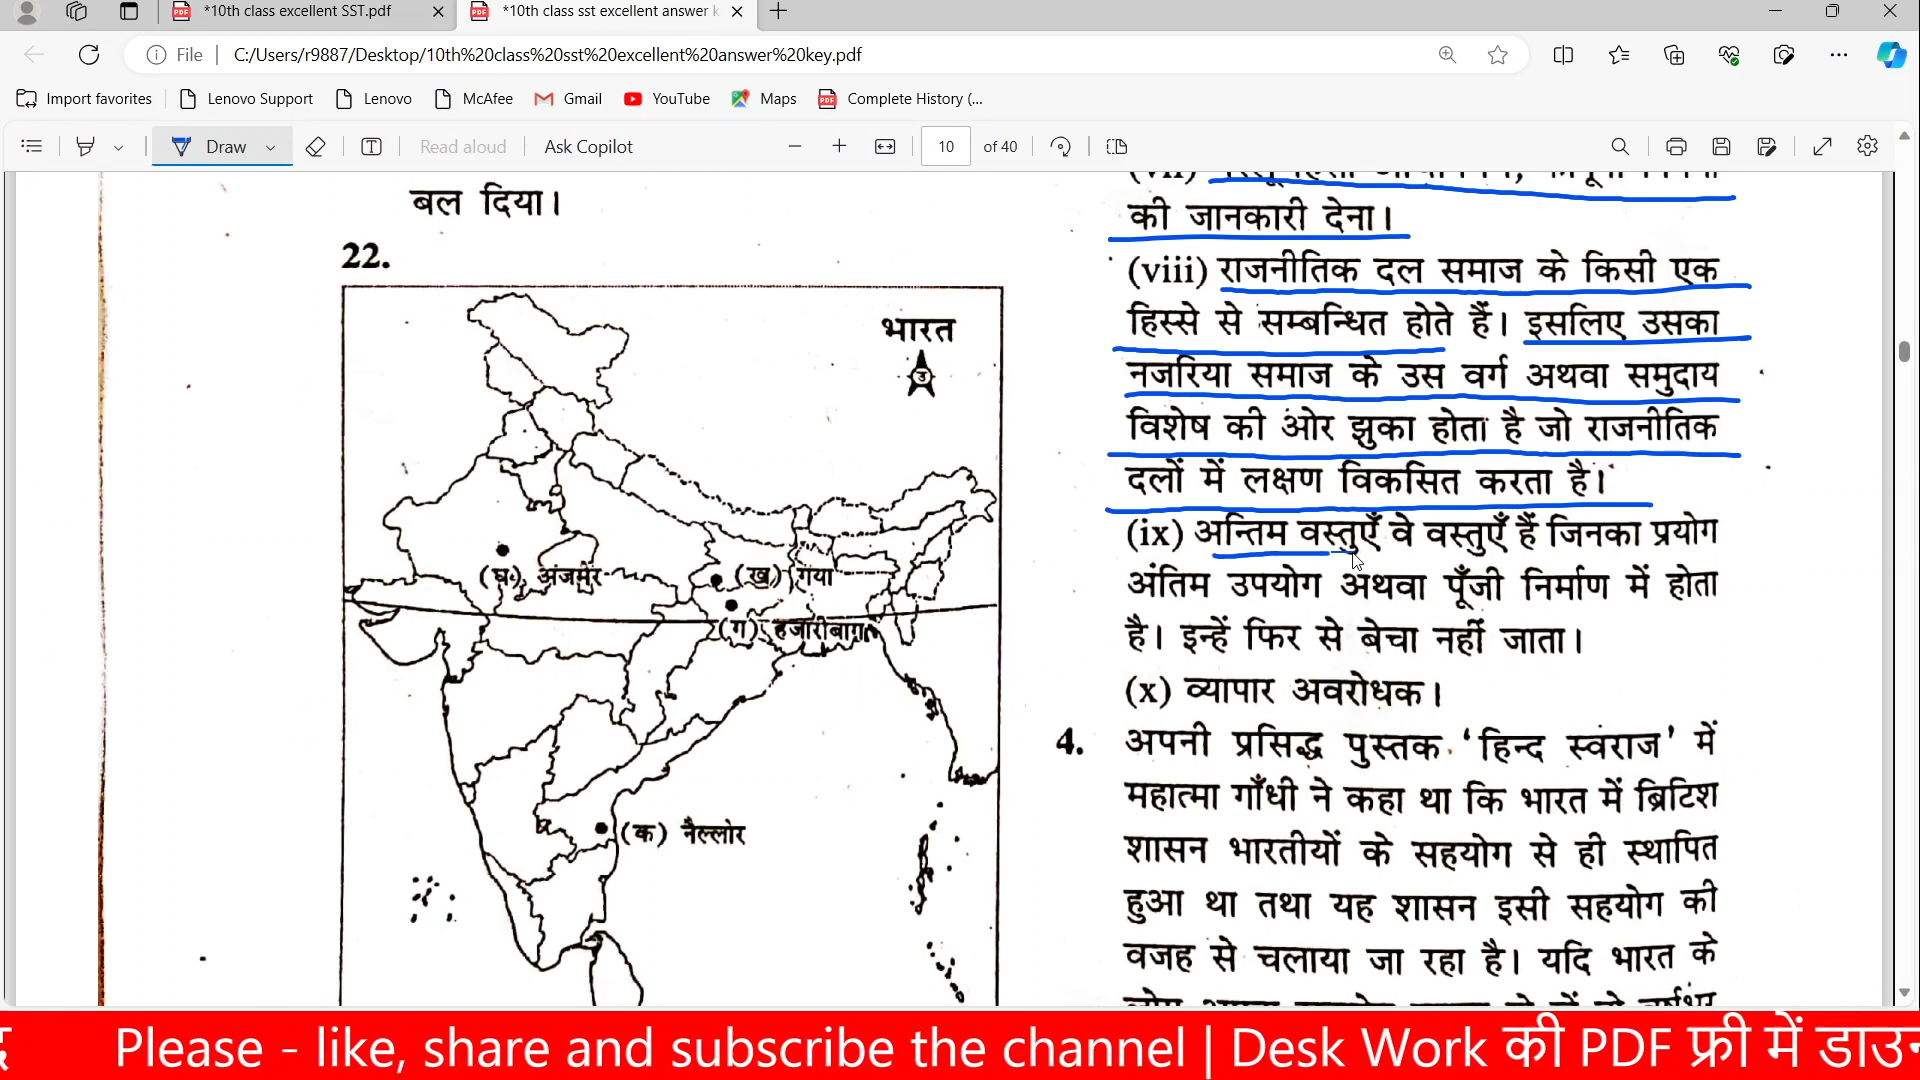 *10th class excellent SST.pdf
*10th class sst excellent answer k
File
C:/Users/r9887/Desktop/10th%20class%20sst%20excellent%20answer%20key.pdf
Import favorites
Lenovo Support
Lenovo
McAfee
Gmail
YouTube
Maps
Complete History (...
Draw
Read aloud
Ask Copilot
10 of 40
बल दिया।
22.
भारत
उ
(घ) अजमेर
(ख) गया
(ग) हजारीबाग
(क) नैल्लोर
की जानकारी देना।
(viii) राजनीतिक दल समाज के किसी एक
हिस्से से सम्बन्धित होते हैं। इसलिए उसका
नजरिया समाज के उस वर्ग अथवा समुदाय
विशेष की ओर झुका होता है जो राजनीतिक
दलों में लक्षण विकसित करता है।
(ix) अन्तिम वस्तुएँ वे वस्तुएँ हैं जिनका प्रयोग
अंतिम उपयोग अथवा पूँजी निर्माण में होता
है। इन्हें फिर से बेचा नहीं जाता।
(x) व्यापार अवरोधक।
4. अपनी प्रसिद्ध पुस्तक 'हिन्द स्वराज' में
महात्मा गाँधी ने कहा था कि भारत में ब्रिटिश
शासन भारतीयों के सहयोग से ही स्थापित
हुआ था तथा यह शासन इसी सहयोग की
वजह से चलाया जा रहा है। यदि भारत के
Please - like, share and subscribe the channel | Desk Work की PDF फ्री में